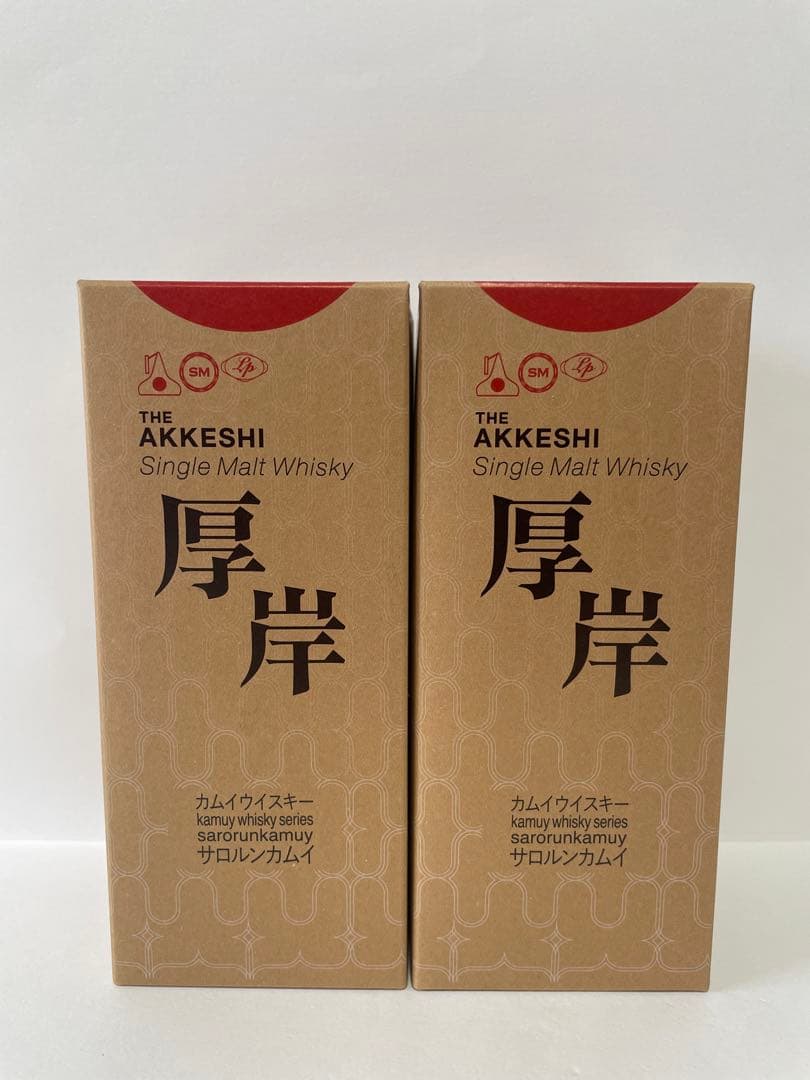 SM Lp
THE
AKKESHI
Single Malt Whisky
厚岸
カムイウイスキー
kamuy whisky series
sarorunkamuy
サロルンカムイ
SM Lp
THE
AKKESHI
Single Malt Whisky
厚岸
カムイウイスキー
kamuy whisky series
sarorunkamuy
サロルンカムイ